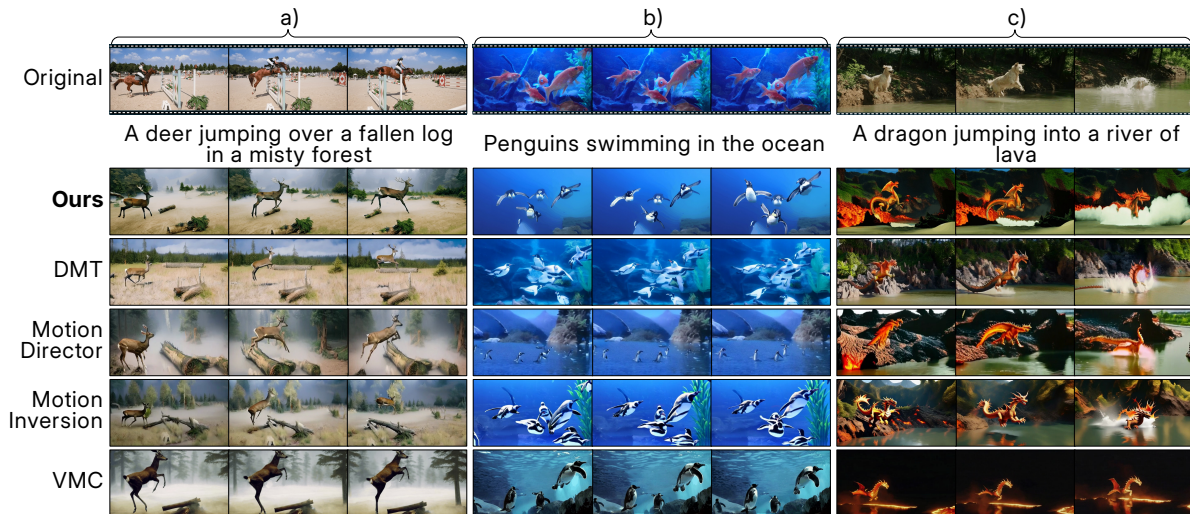 a)
b)
c)
Original
A deer jumping over a fallen log
in a misty forest
Penguins swimming in the ocean
A dragon jumping into a river of
lava
Ours
DMT
Motion
Director
Motion
Inversion
VMC